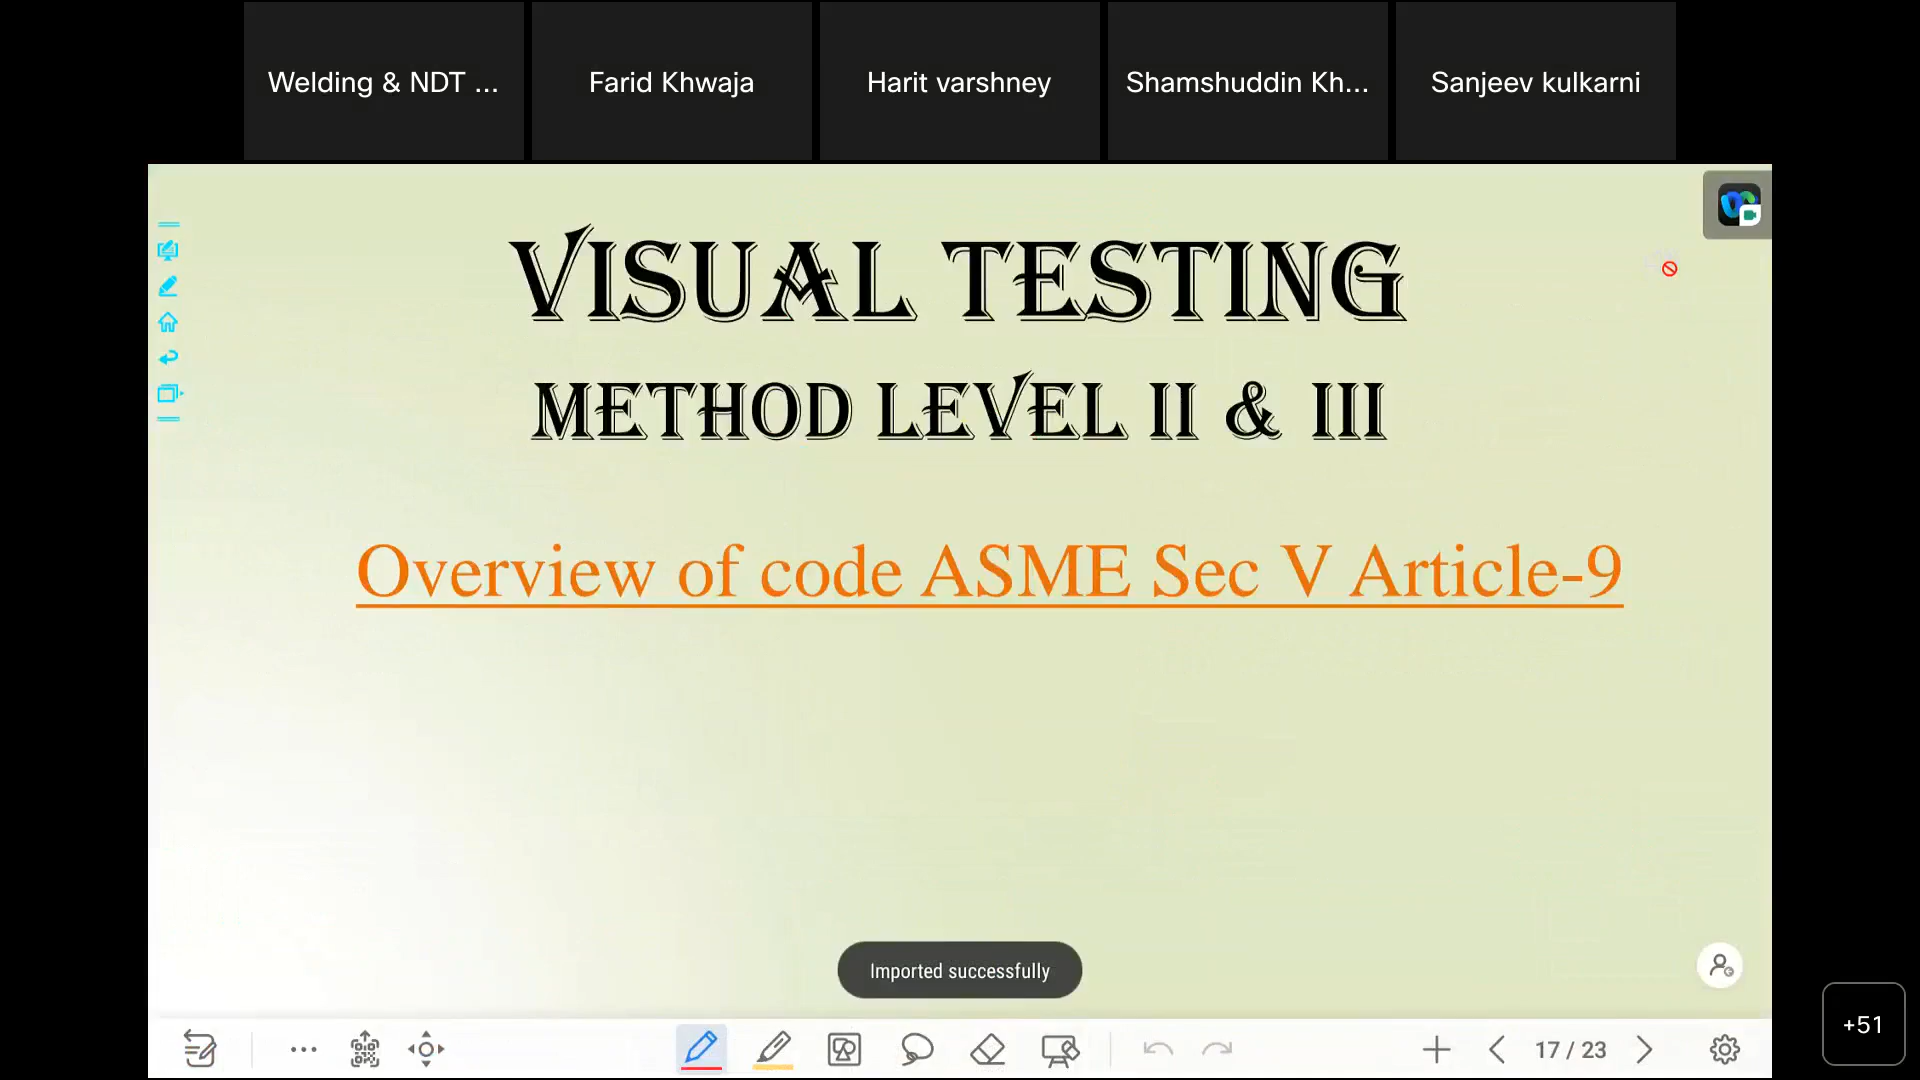 Welding & NDT ...
Farid Khwaja
Harit varshney
Shamshuddin Kh...
Sanjeev kulkarni
VISUAL TESTING
METHOD LEVEL II & III
Overview of code ASME Sec V Article-9
Imported successfully
+51
17 / 23